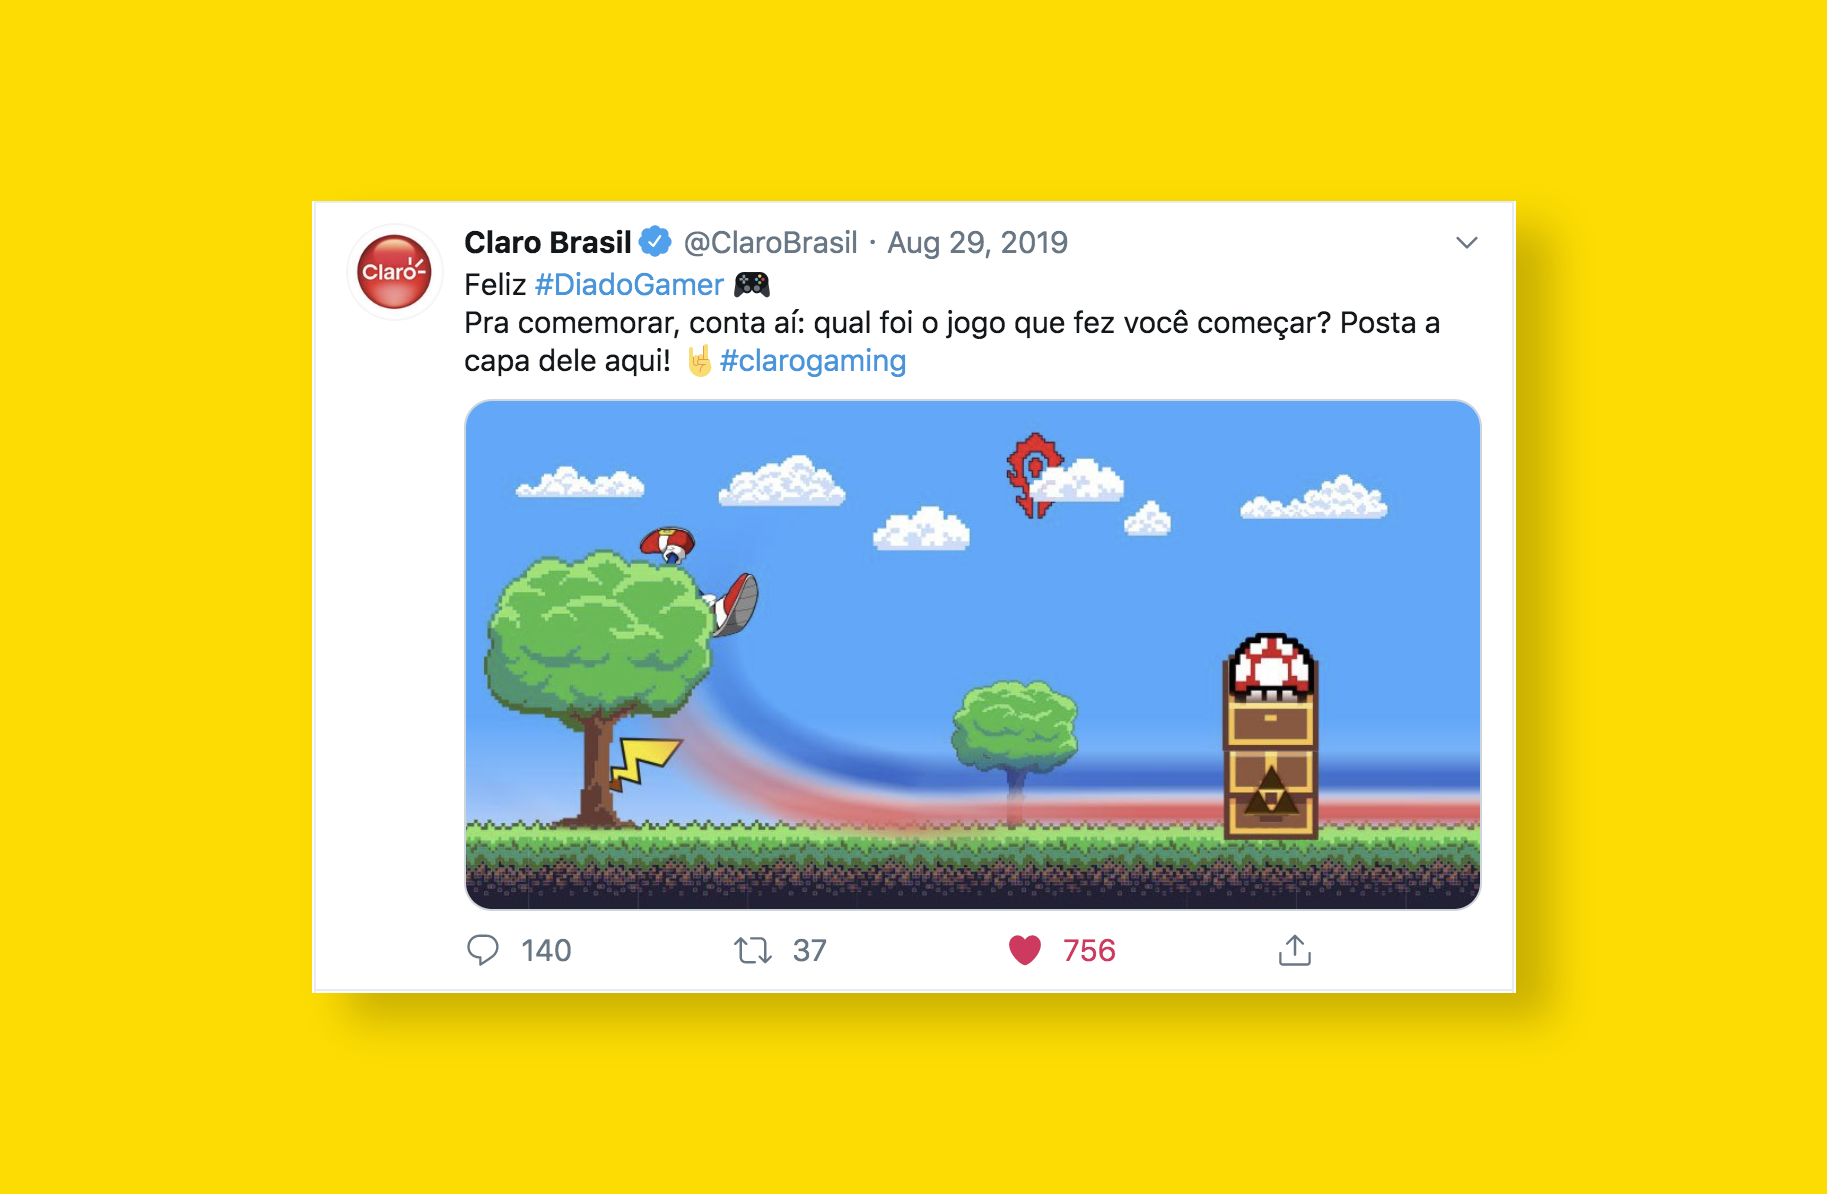 Claro
Claro Brasil @ClaroBrasil · Aug 29, 2019
Feliz #DiadoGamer 🎮
Pra comemorar, conta aí: qual foi o jogo que fez você começar? Posta a
capa dele aqui! 🤘 #clarogaming
140 37 756